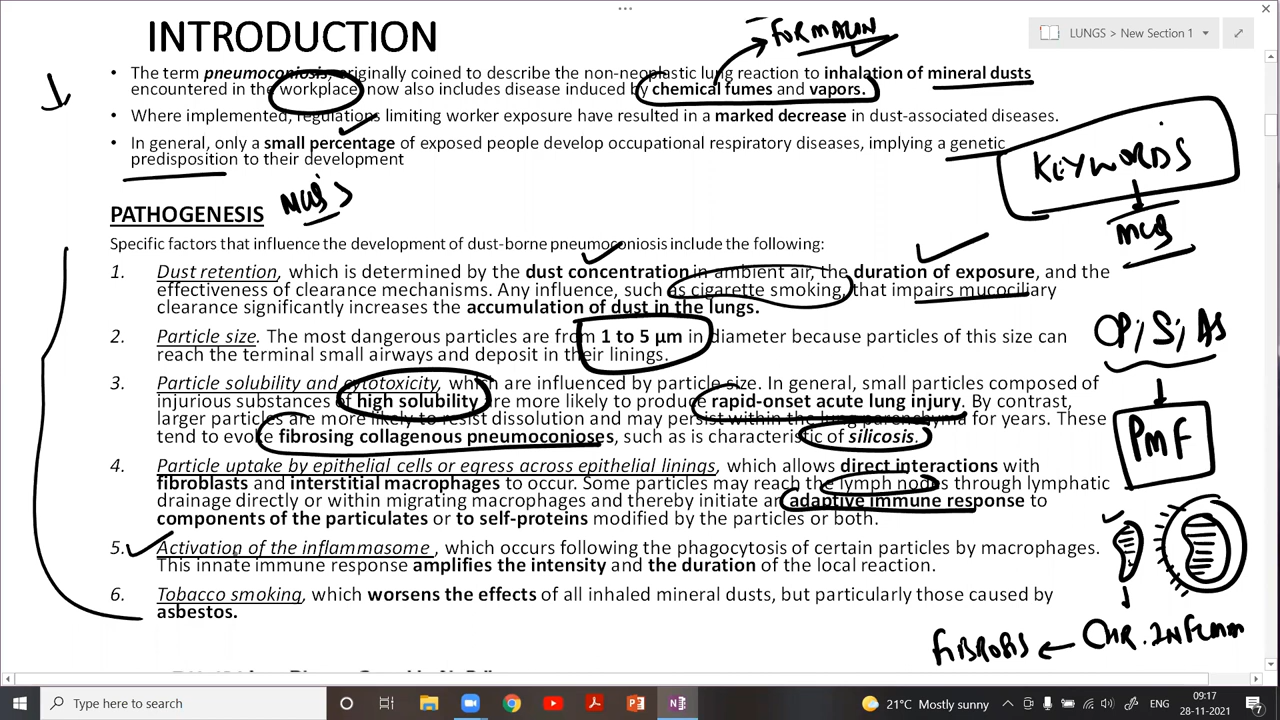 INTRODUCTION
FORMALIN
LUNGS > New Section 1
• The term pneumoconiosis, originally coined to describe the non-neoplastic lung reaction to inhalation of mineral dusts
encountered in the workplace, now also includes disease induced by chemical fumes and vapors.
• Where implemented, regulations limiting worker exposure have resulted in a marked decrease in dust-associated diseases.
• In general, only a small percentage of exposed people develop occupational respiratory diseases, implying a genetic
predisposition to their development
KEYWORDS
MCQ
MCQ's
PATHOGENESIS
Specific factors that influence the development of dust-borne pneumoconiosis include the following:
1. Dust retention, which is determined by the dust concentration in ambient air, the duration of exposure, and the
effectiveness of clearance mechanisms. Any influence, such as cigarette smoking, that impairs mucociliary
clearance significantly increases the accumulation of dust in the lungs.
2. Particle size. The most dangerous particles are from 1 to 5 µm in diameter because particles of this size can
reach the terminal small airways and deposit in their linings.
3. Particle solubility and cytotoxicity, which are influenced by particle size. In general, small particles composed of
injurious substances of high solubility are more likely to produce rapid-onset acute lung injury. By contrast,
larger particles are more likely to resist dissolution and may persist within the lung parenchyma for years. These
tend to evoke fibrosing collagenous pneumoconioses, such as is characteristic of silicosis.
4. Particle uptake by epithelial cells or egress across epithelial linings, which allows direct interactions with
fibroblasts and interstitial macrophages to occur. Some particles may reach the lymph nodes through lymphatic
drainage directly or within migrating macrophages and thereby initiate an adaptive immune response to
components of the particulates or to self-proteins modified by the particles or both.
5. Activation of the inflammasome , which occurs following the phagocytosis of certain particles by macrophages.
This innate immune response amplifies the intensity and the duration of the local reaction.
6. Tobacco smoking, which worsens the effects of all inhaled mineral dusts, but particularly those caused by
asbestos.
CP; S; AS
PMF
CHR. INFLAMM
FIBROSIS
Type here to search
21°C Mostly sunny
ENG
09:17
28-11-2021
7